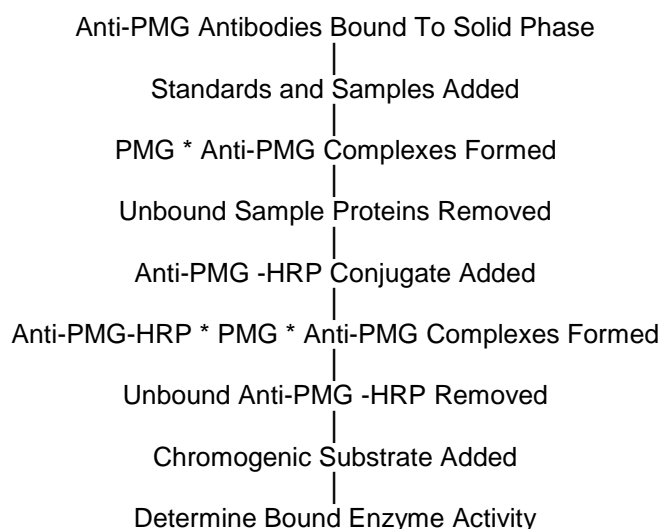 Anti-PMG Antibodies Bound To Solid Phase
Standards and Samples Added
PMG * Anti-PMG Complexes Formed
Unbound Sample Proteins Removed
Anti-PMG -HRP Conjugate Added
Anti-PMG-HRP * PMG * Anti-PMG Complexes Formed
Unbound Anti-PMG -HRP Removed
Chromogenic Substrate Added
Determine Bound Enzyme Activity